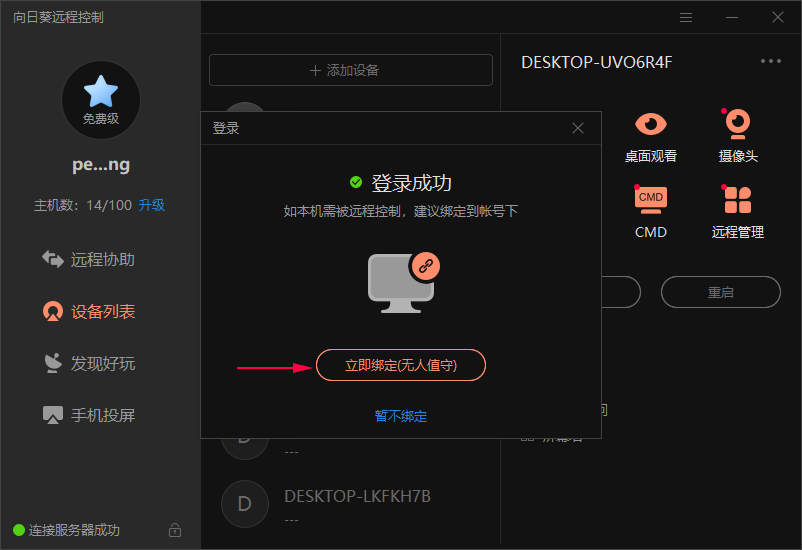 向日葵远程控制
免费级
pe...ng
主机数：14/100 升级
远程协助
设备列表
发现好玩
手机投屏
连接服务器成功
添加设备
DESKTOP-UVO6R4F
桌面观看
摄像头
CMD
CMD
远程管理
重启
登录
登录成功
如本机需被远程控制，建议绑定到帐号下
立即绑定(无人值守)
暂不绑定
D
---
D
DESKTOP-LKFKH7B
---